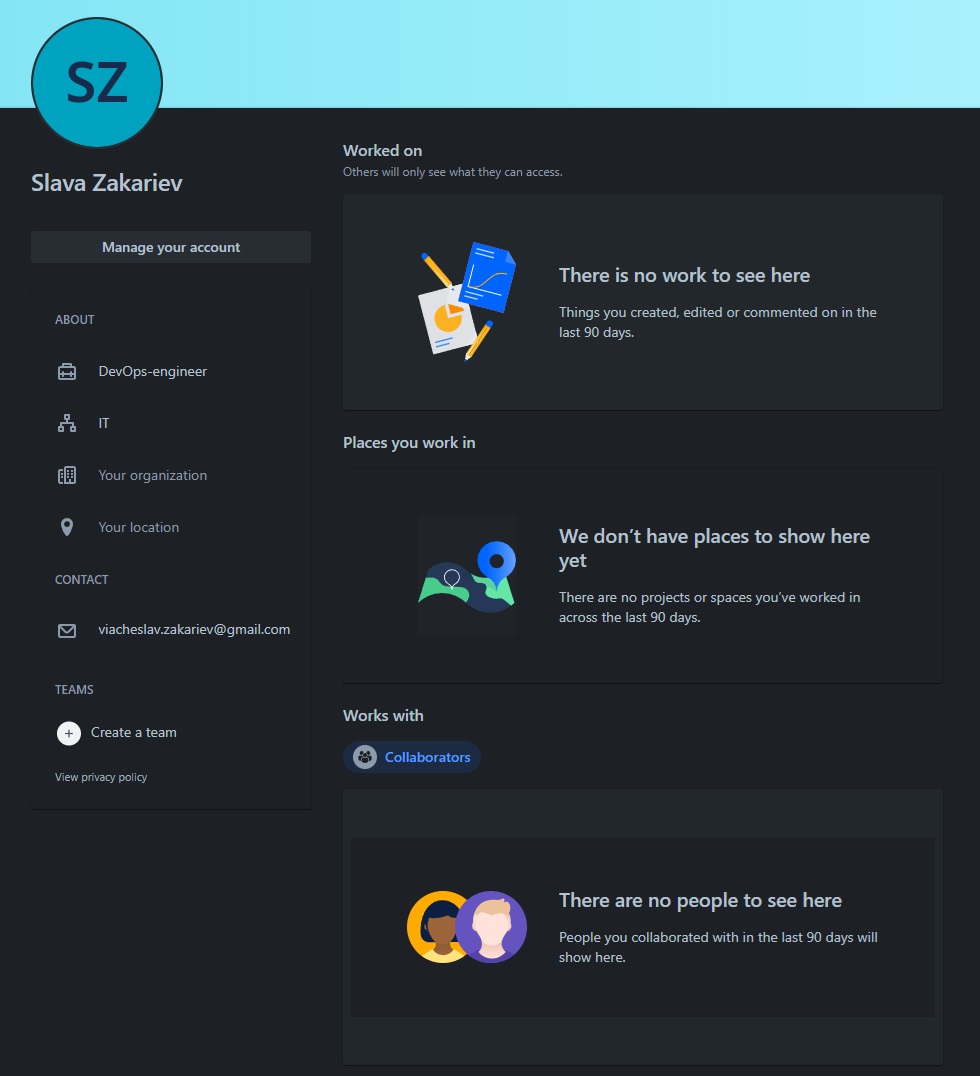 SZ
Slava Zakariev
Manage your account
ABOUT
DevOps-engineer
IT
Your organization
Your location
CONTACT
viacheslav.zakariev@gmail.com
TEAMS
Create a team
View privacy policy
Worked on
Others will only see what they can access.
There is no work to see here
Things you created, edited or commented on in the
last 90 days.
Places you work in
We don’t have places to show here
yet
There are no projects or spaces you’ve worked in
across the last 90 days.
Works with
Collaborators
There are no people to see here
People you collaborated with in the last 90 days will
show here.